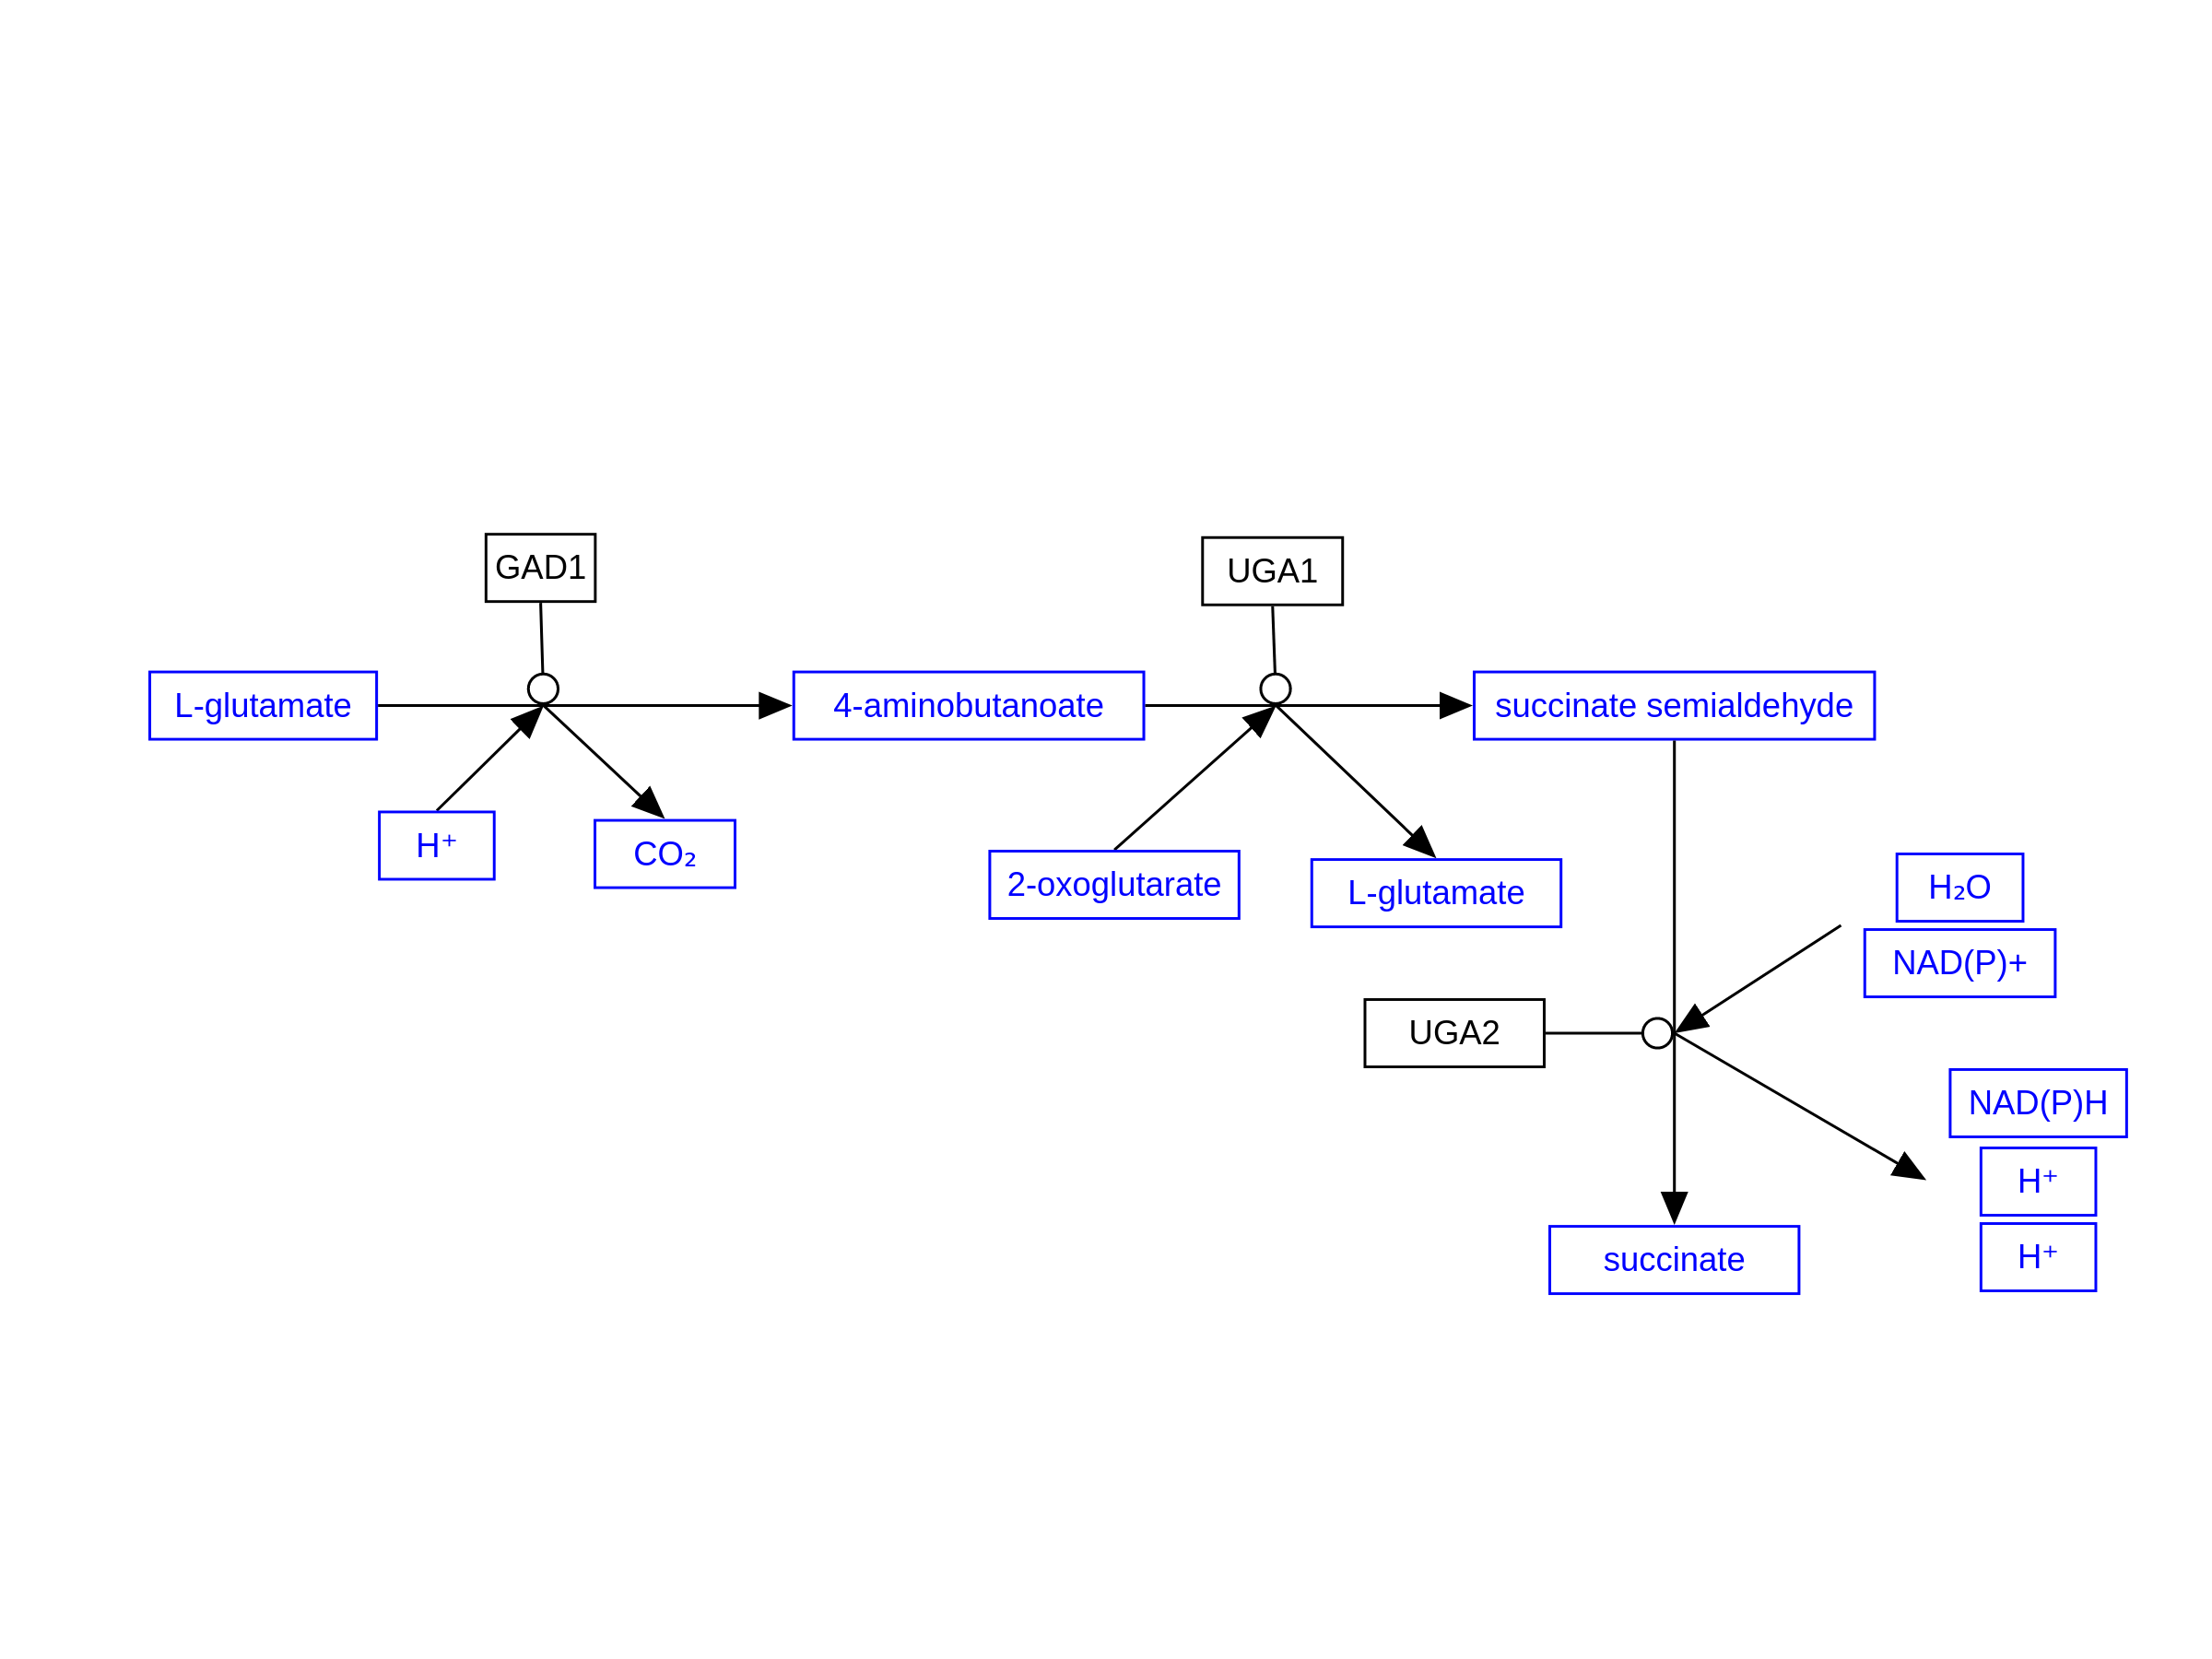 GAD1
UGA1
L-glutamate
4-aminobutanoate
succinate semialdehyde
H⁺
CO₂
2-oxoglutarate
L-glutamate
H₂O
NAD(P)+
UGA2
NAD(P)H
H⁺
H⁺
succinate